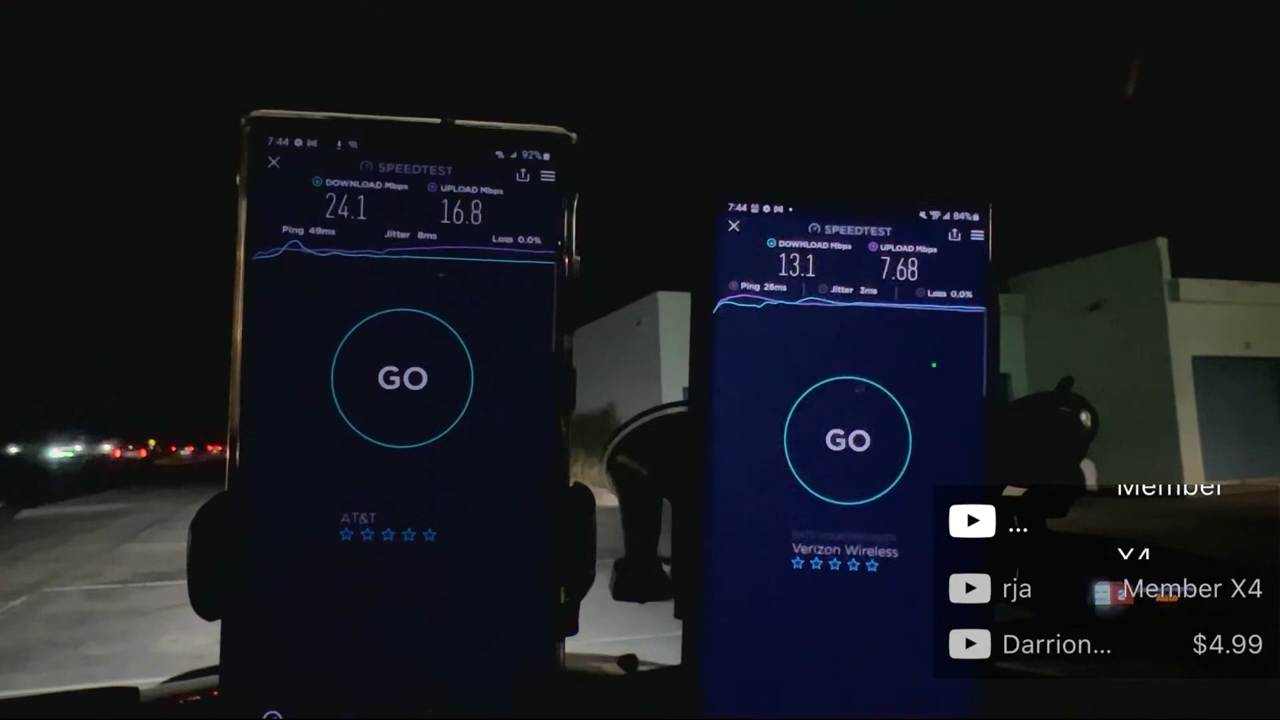 7:44
92%
SPEEDTEST
DOWNLOAD Mbps
UPLOAD Mbps
24.1
16.8
Ping 49ms
Jitter 8ms
Loss 0.0%
GO
AT&T
7:44
84%
SPEEDTEST
DOWNLOAD Mbps
UPLOAD Mbps
13.1
7.68
Ping 26ms
Jitter 3ms
Loss 0.0%
GO
Verizon Wireless
Member
...
X4
rja Member X4
Darrion... $4.99